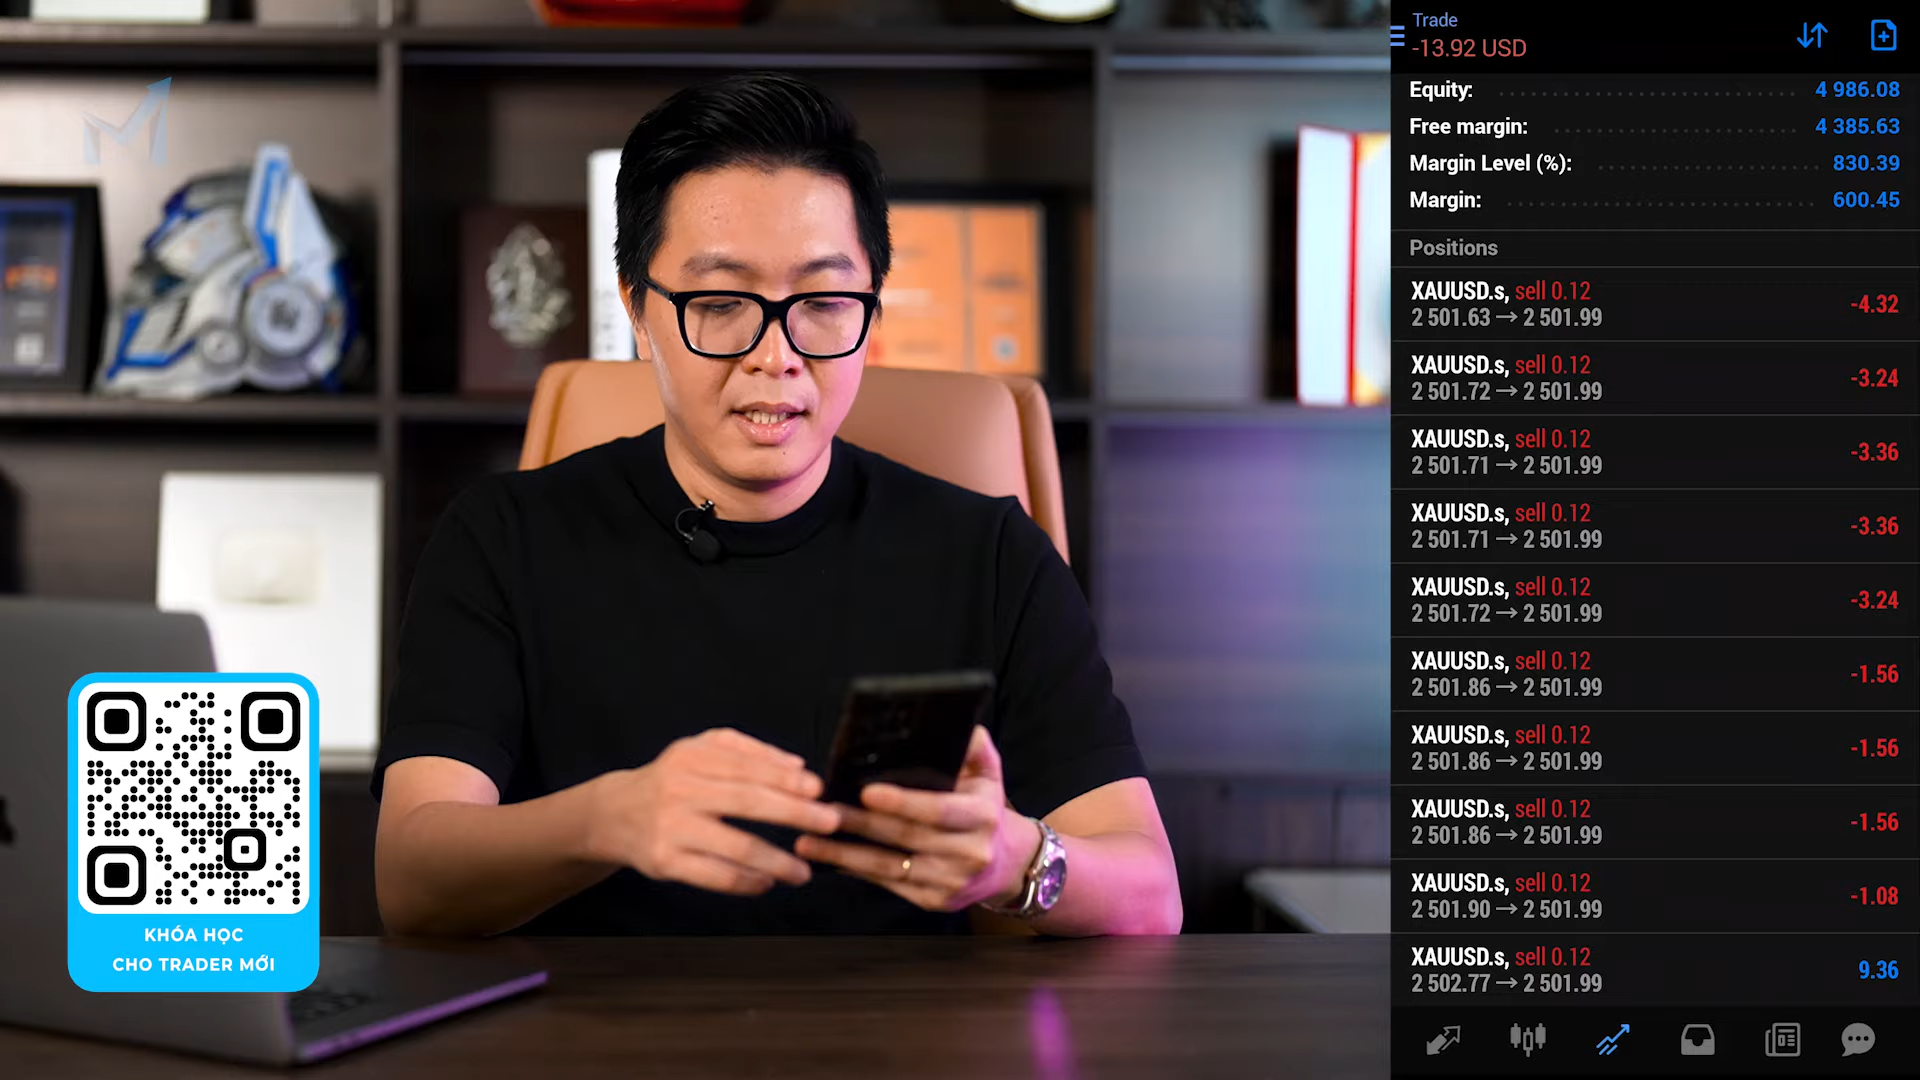 Trade
-13.92 USD
Equity: 4 986.08
Free margin: 4 385.63
Margin Level (%): 830.39
Margin: 600.45
Positions
XAUUSD.s, sell 0.12
2 501.63 → 2 501.99
-4.32
XAUUSD.s, sell 0.12
2 501.72 → 2 501.99
-3.24
XAUUSD.s, sell 0.12
2 501.71 → 2 501.99
-3.36
XAUUSD.s, sell 0.12
2 501.71 → 2 501.99
-3.36
XAUUSD.s, sell 0.12
2 501.72 → 2 501.99
-3.24
XAUUSD.s, sell 0.12
2 501.86 → 2 501.99
-1.56
XAUUSD.s, sell 0.12
2 501.86 → 2 501.99
-1.56
XAUUSD.s, sell 0.12
2 501.86 → 2 501.99
-1.56
XAUUSD.s, sell 0.12
2 501.90 → 2 501.99
-1.08
XAUUSD.s, sell 0.12
2 502.77 → 2 501.99
9.36
KHÓA HỌC
CHO TRADER MỚI